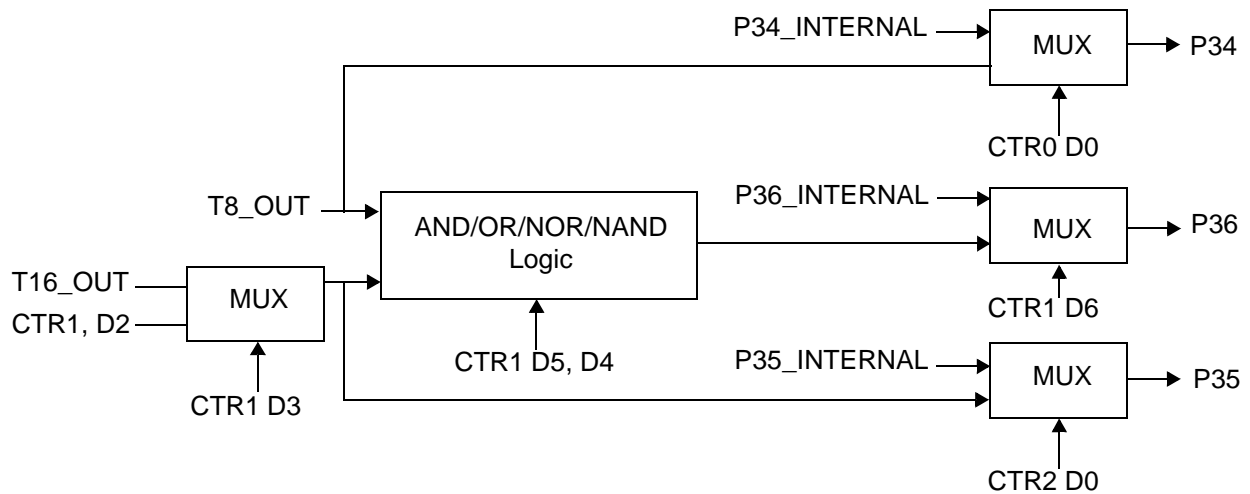 P34_INTERNAL
MUX
P34
CTR0 D0
T8_OUT
AND/OR/NOR/NAND
Logic
P36_INTERNAL
MUX
P36
CTR1 D6
T16_OUT
CTR1, D2
MUX
CTR1 D3
CTR1 D5, D4
P35_INTERNAL
MUX
P35
CTR2 D0